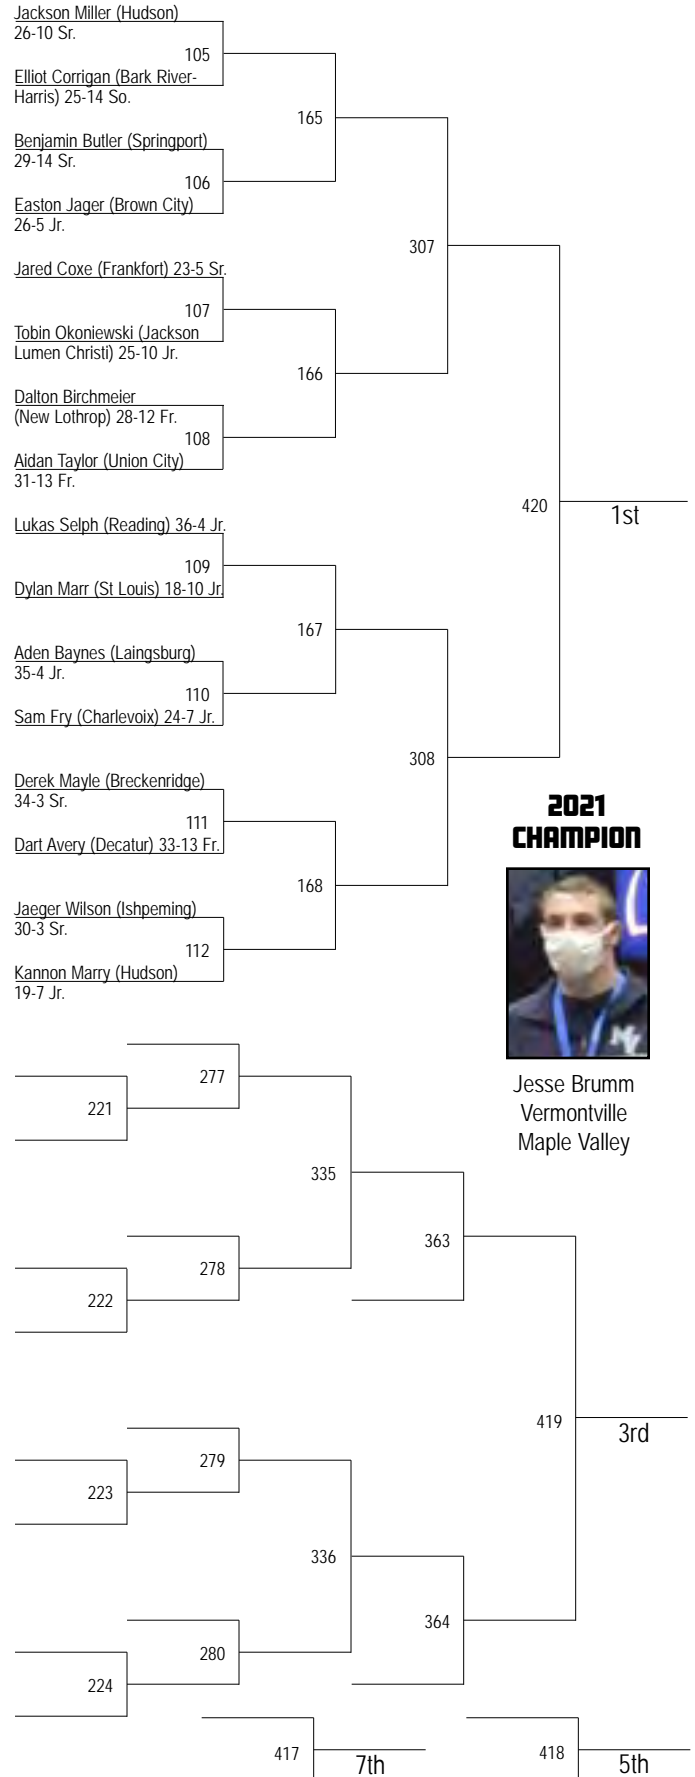 Jackson Miller (Hudson)
26-10 Sr.
105
Elliot Corrigan (Bark River-
Harris) 25-14 So.
165
Benjamin Butler (Springport)
29-14 Sr.
106
Easton Jager (Brown City)
26-5 Jr.
307
Jared Coxe (Frankfort) 23-5 Sr.
107
Tobin Okoniewski (Jackson
Lumen Christi) 25-10 Jr.
166
Dalton Birchmeier
(New Lothrop) 28-12 Fr.
108
Aidan Taylor (Union City)
31-13 Fr.
420
1st
Lukas Selph (Reading) 36-4 Jr.
109
Dylan Marr (St Louis) 18-10 Jr.
167
Aden Baynes (Laingsburg)
35-4 Jr.
110
Sam Fry (Charlevoix) 24-7 Jr.
308
Derek Mayle (Breckenridge)
34-3 Sr.
111
Dart Avery (Decatur) 33-13 Fr.
168
Jaeger Wilson (Ishpeming)
30-3 Sr.
112
Kannon Marry (Hudson)
19-7 Jr.
2021
CHAMPION
MV
Jesse Brumm
Vermontville
Maple Valley
277
221
335
363
278
222
419
3rd
279
223
336
364
280
224
417
7th
418
5th